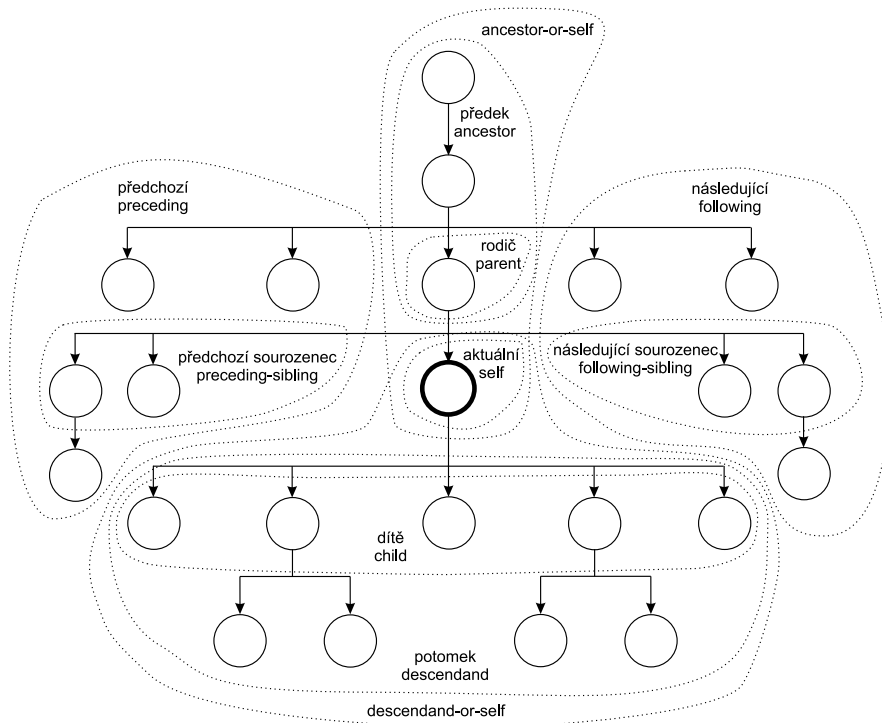 ancestor-or-self
předek
ancestor
předchozí
preceding
následující
following
rodič
parent
předchozí sourozenec
preceding-sibling
aktuální
self
následující sourozenec
following-sibling
dítě
child
potomek
descendand
descendand-or-self